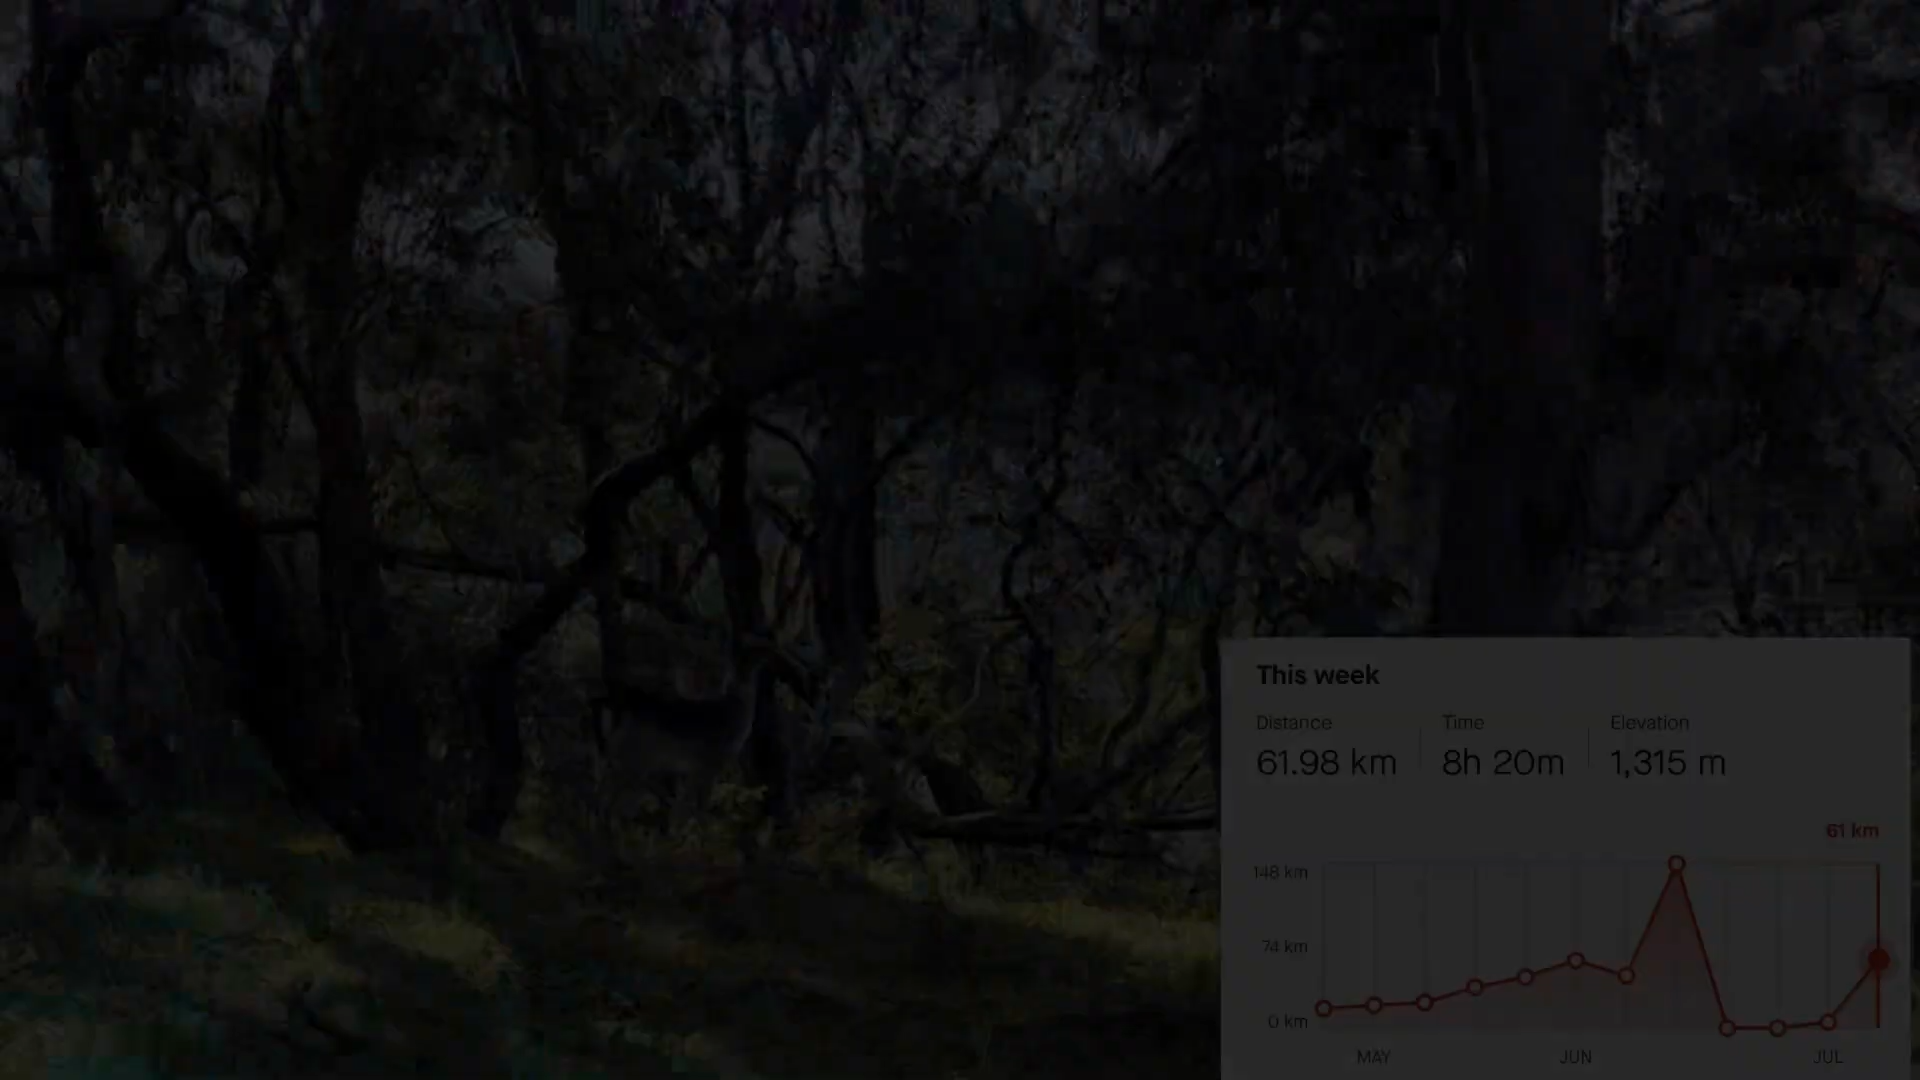 This week
Distance Time Elevation
61.98 km 8h 20m 1,315 m
61 km
148 km
74 km
0 km
MAY JUN JUL